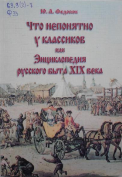 Ю. А. Федосюк
Что непонятно
у классиков
или
Энциклопедия
русского быта XIX века